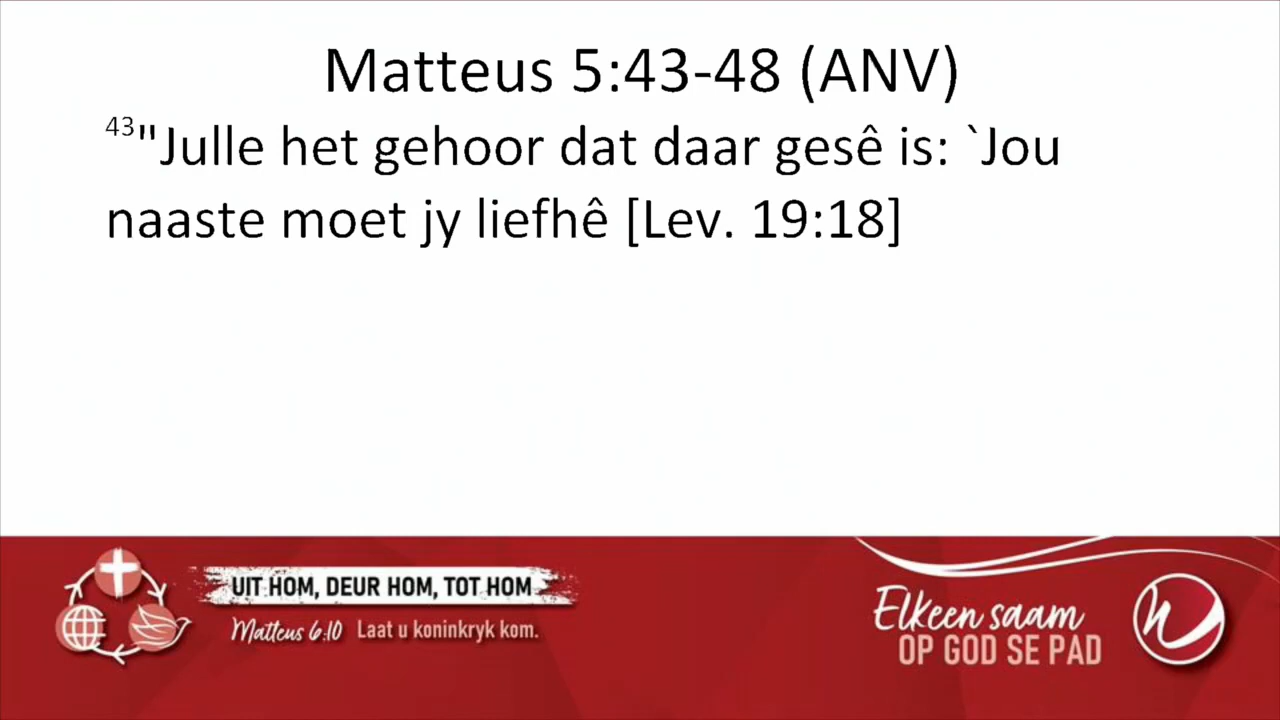 Matteus 5:43-48 (ANV)
43"Julle het gehoor dat daar gesê is: `Jou
naaste moet jy liefhê [Lev. 19:18]
UIT HOM, DEUR HOM, TOT HOM
Matteus 6:10 Laat u koninkryk kom.
Elkeen saam
OP GOD SE PAD